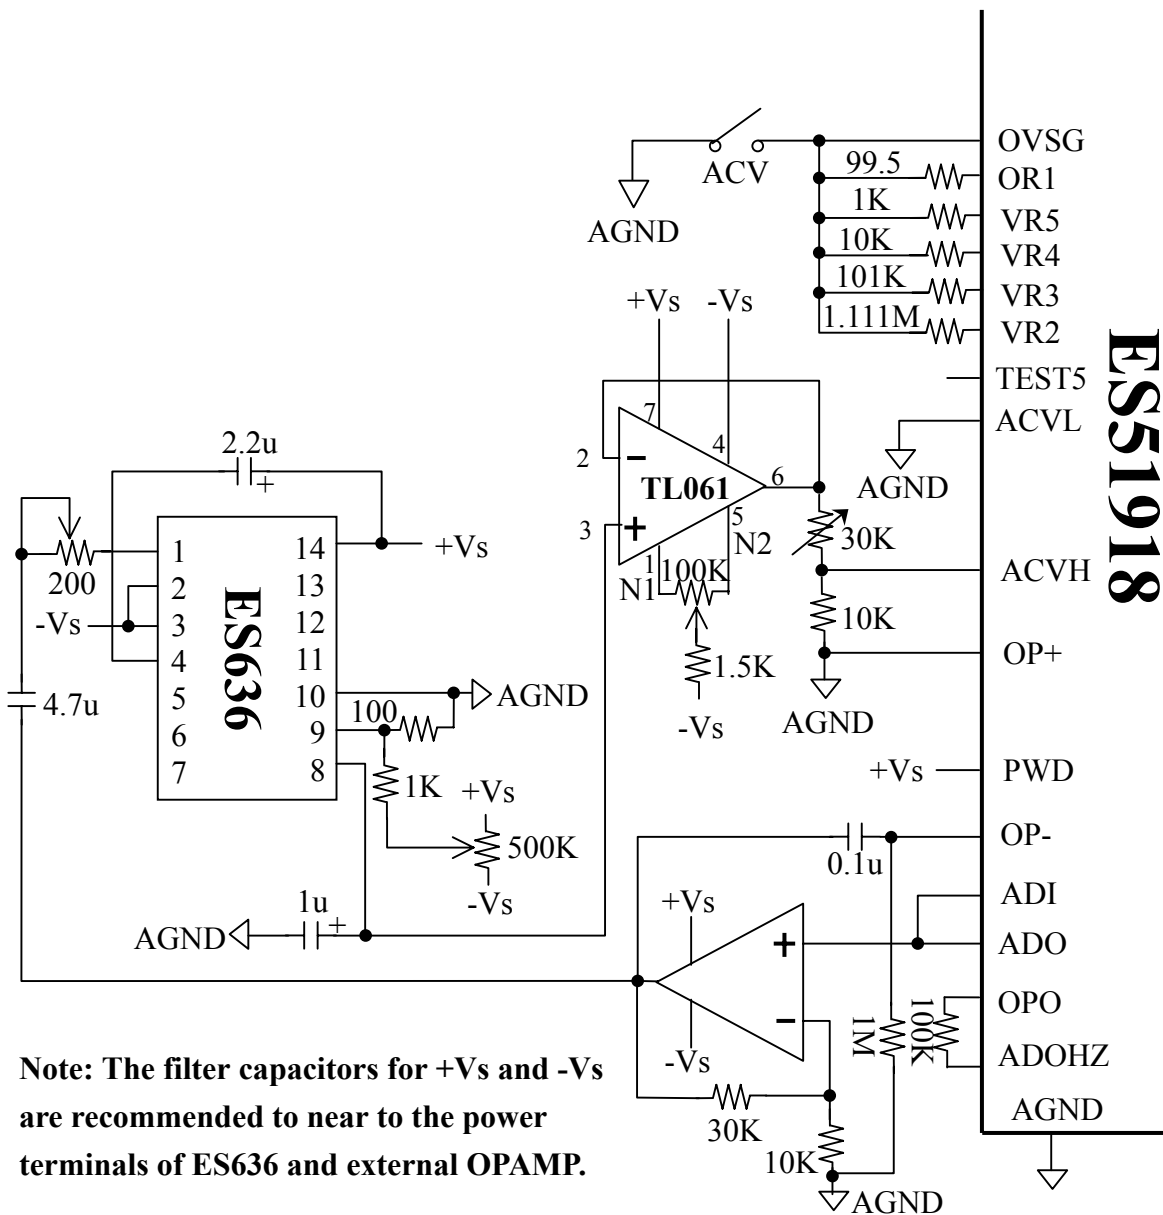 OVSG
ACV
99.5
OR1
AGND
1K
VR5
10K
VR4
101K
VR3
+Vs
-Vs
1.111M
VR2
TEST5
ACVL
AGND
ES51918
7
4
2
-
TL061
6
3
+
5
N2
1
N1
100K
30K
ACVH
10K
1.5K
OP+
-Vs
AGND
2.2u
+
200
1
14
+Vs
2
13
-Vs
3
12
4
11
5
10
AGND
6
9
100
7
8
ES636
4.7u
1K
+Vs
500K
-Vs
+Vs
PWD
OP-
0.1u
ADI
1u
+
AGND
+Vs
+
ADO
-
-Vs
1M
100K
OPO
ADOHZ
AGND
30K
10K
AGND
Note: The filter capacitors for +Vs and -Vs
are recommended to near to the power
terminals of ES636 and external OPAMP.